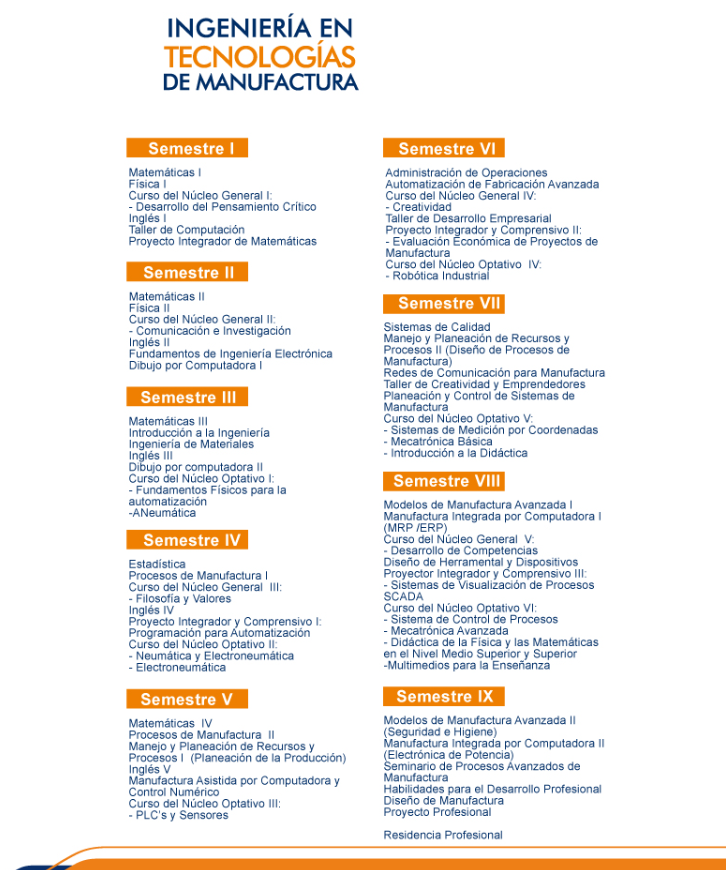 INGENIERÍA EN
TECNOLOGÍAS
DE MANUFACTURA
Semestre I
Matemáticas I
Física I
Curso del Núcleo General I:
- Desarrollo del Pensamiento Crítico
Inglés I
Taller de Computación
Proyecto Integrador de Matemáticas
Semestre II
Matemáticas II
Física II
Curso del Núcleo General II:
- Comunicación e Investigación
Inglés II
Fundamentos de Ingeniería Electrónica
Dibujo por Computadora I
Semestre III
Matemáticas III
Introducción a la Ingeniería
Ingeniería de Materiales
Inglés III
Dibujo por computadora II
Curso del Núcleo Optativo I:
- Fundamentos Físicos para la
automatización
-ANeumática
Semestre IV
Estadística
Procesos de Manufactura I
Curso del Núcleo General  III:
- Filosofía y Valores
Inglés IV
Proyecto Integrador y Comprensivo I:
Programación para Automatización
Curso del Núcleo Optativo II:
- Neumática y Electroneumática
- Electroneumática
Semestre V
Matemáticas  IV
Procesos de Manufactura  II
Manejo y Planeación de Recursos y
Procesos I  (Planeación de la Producción)
Inglés V
Manufactura Asistida por Computadora y
Control Numérico
Curso del Núcleo Optativo III:
- PLC's y Sensores
Semestre VI
Administración de Operaciones
Automatización de Fabricación Avanzada
Curso del Núcleo General IV:
- Creatividad
Taller de Desarrollo Empresarial
Proyecto Integrador y Comprensivo II:
- Evaluación Económica de Proyectos de
Manufactura
Curso del Núcleo Optativo  IV:
- Robótica Industrial
Semestre VII
Sistemas de Calidad
Manejo y Planeación de Recursos y
Procesos II (Diseño de Procesos de
Manufactura)
Redes de Comunicación para Manufactura
Taller de Creatividad y Emprendedores
Planeación y Control de Sistemas de
Manufactura
Curso del Núcleo Optativo V:
- Sistemas de Medición por Coordenadas
- Mecatrónica Básica
- Introducción a la Didáctica
Semestre VIII
Modelos de Manufactura Avanzada I
Manufactura Integrada por Computadora I
(MRP /ERP)
Curso del Núcleo General  V:
- Desarrollo de Competencias
Diseño de Herramental y Dispositivos
Proyector Integrador y Comprensivo III:
- Sistemas de Visualización de Procesos
SCADA
Curso del Núcleo Optativo VI:
- Sistema de Control de Procesos
- Mecatrónica Avanzada
- Didáctica de la Física y las Matemáticas
en el Nivel Medio Superior y Superior
-Multimedios para la Enseñanza
Semestre IX
Modelos de Manufactura Avanzada II
(Seguridad e Higiene)
Manufactura Integrada por Computadora II
(Electrónica de Potencia)
Seminario de Procesos Avanzados de
Manufactura
Habilidades para el Desarrollo Profesional
Diseño de Manufactura
Proyecto Profesional
Residencia Profesional